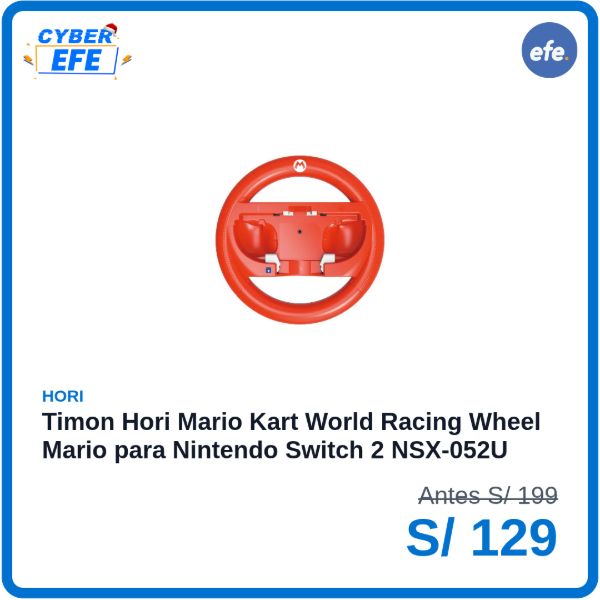 CYBER
EFE
efe.
M
HORI
Timon Hori Mario Kart World Racing Wheel
Mario para Nintendo Switch 2 NSX-052U
Antes S/ 199
S/ 129